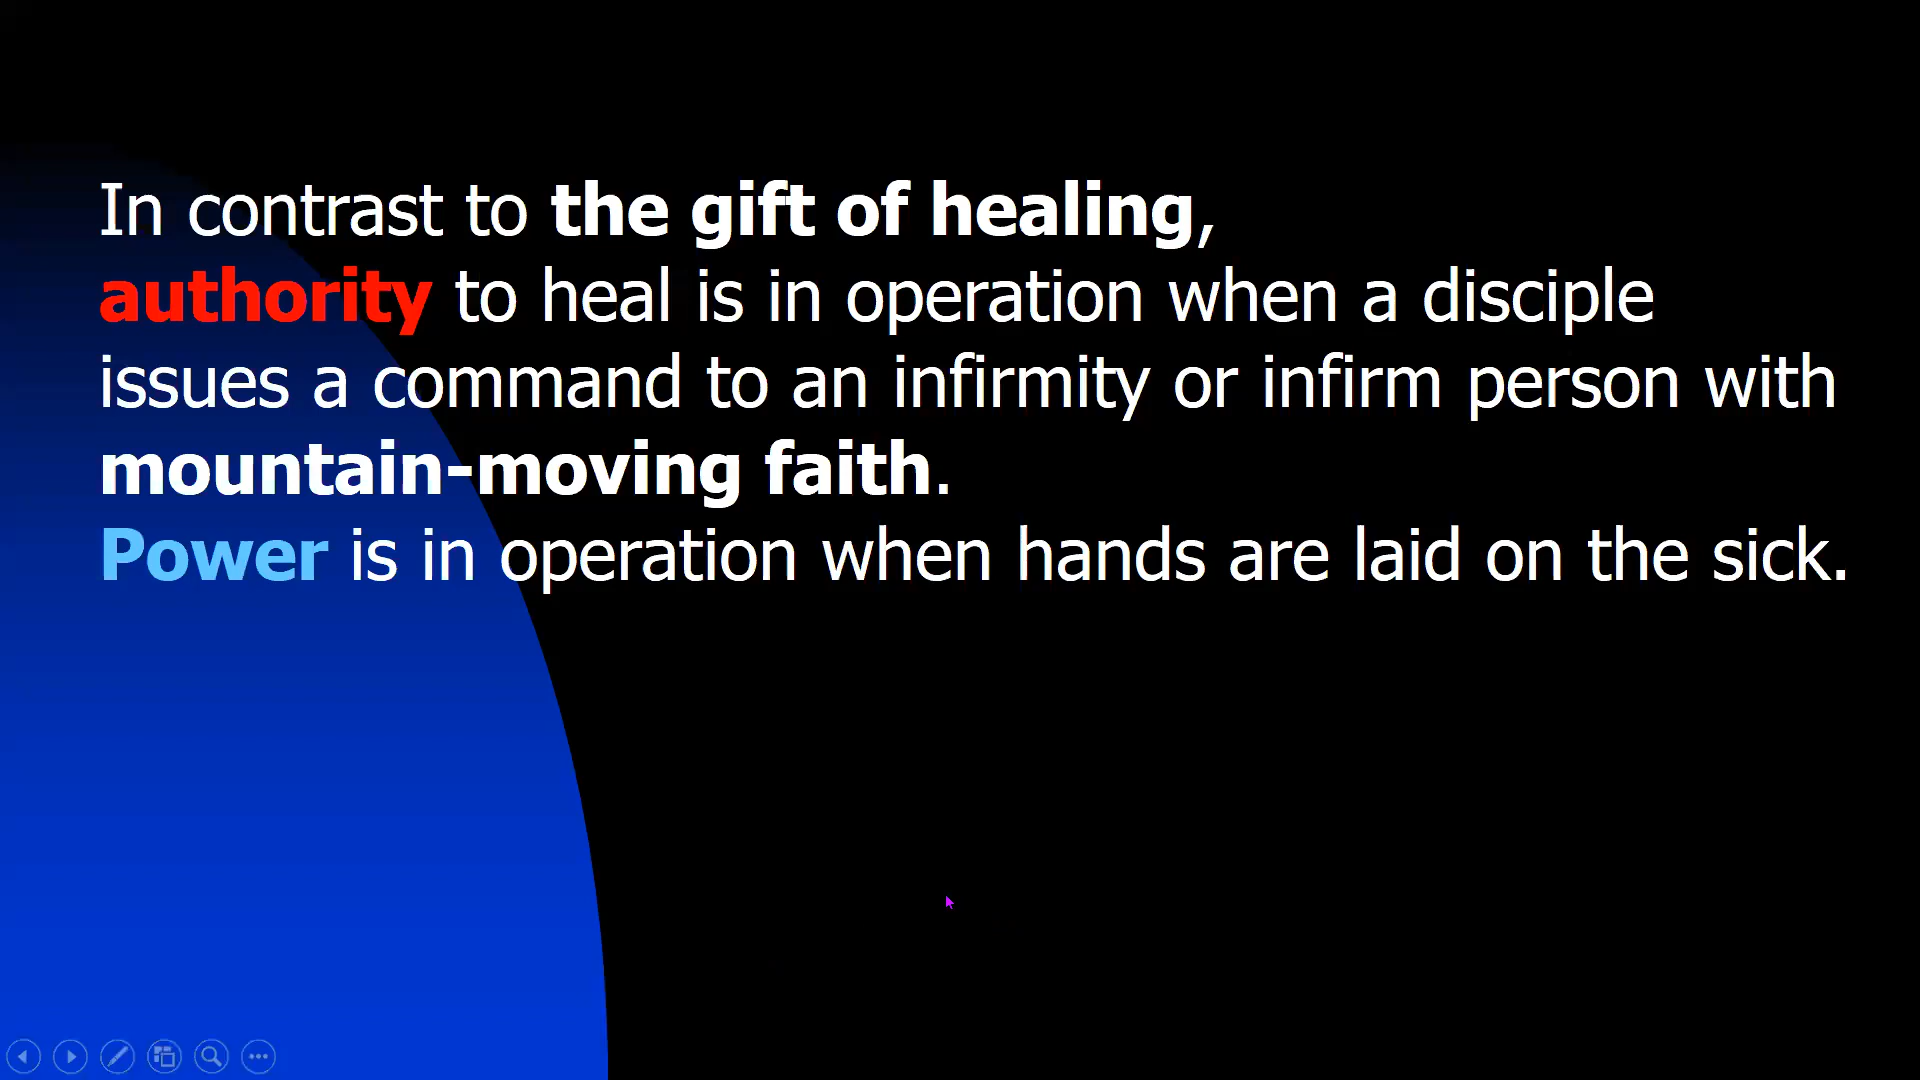 In contrast to the gift of healing,
authority to heal is in operation when a disciple
issues a command to an infirmity or infirm person with
mountain-moving faith.
Power is in operation when hands are laid on the sick.